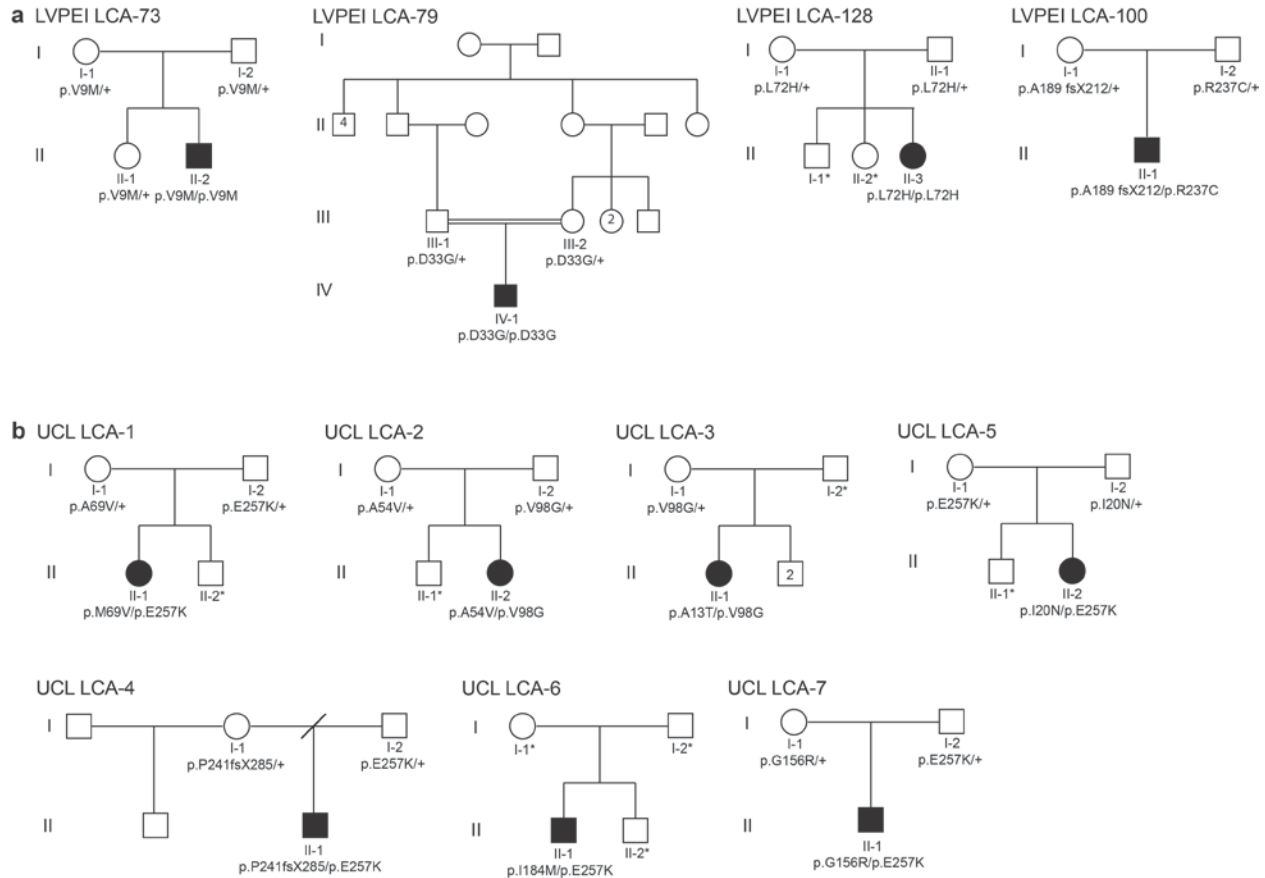 a LVPEI LCA-73
LVPEI LCA-79
LVPEI LCA-128
LVPEI LCA-100
I
I-1
p.V9M/+
I-2
p.V9M/+
II
II-1
p.V9M/+
II-2
p.V9M/p.V9M
I
II
4
III
2
III-1
p.D33G/+
III-2
p.D33G/+
IV
IV-1
p.D33G/p.D33G
I
I-1
p.L72H/+
II-1
p.L72H/+
II
I-1*
II-2*
II-3
p.L72H/p.L72H
I
I-1
p.A189 fsX212/+
I-2
p.R237C/+
II
II-1
p.A189 fsX212/p.R237C
b UCL LCA-1
UCL LCA-2
UCL LCA-3
UCL LCA-5
I
I-1
p.A69V/+
I-2
p.E257K/+
II
II-1
p.M69V/p.E257K
II-2*
I
I-1
p.A54V/+
I-2
p.V98G/+
II
II-1*
II-2
p.A54V/p.V98G
I
I-1
p.V98G/+
I-2*
II
2
II-1
p.A13T/p.V98G
I
I-1
p.E257K/+
I-2
p.I20N/+
II
II-1*
II-2
p.I20N/p.E257K
UCL LCA-4
UCL LCA-6
UCL LCA-7
I
I-1
p.P241fsX285/+
I-2
p.E257K/+
II
II-1
p.P241fsX285/p.E257K
I
I-1*
I-2*
II
II-1
p.I184M/p.E257K
II-2*
I
I-1
p.G156R/+
I-2
p.E257K/+
II
II-1
p.G156R/p.E257K